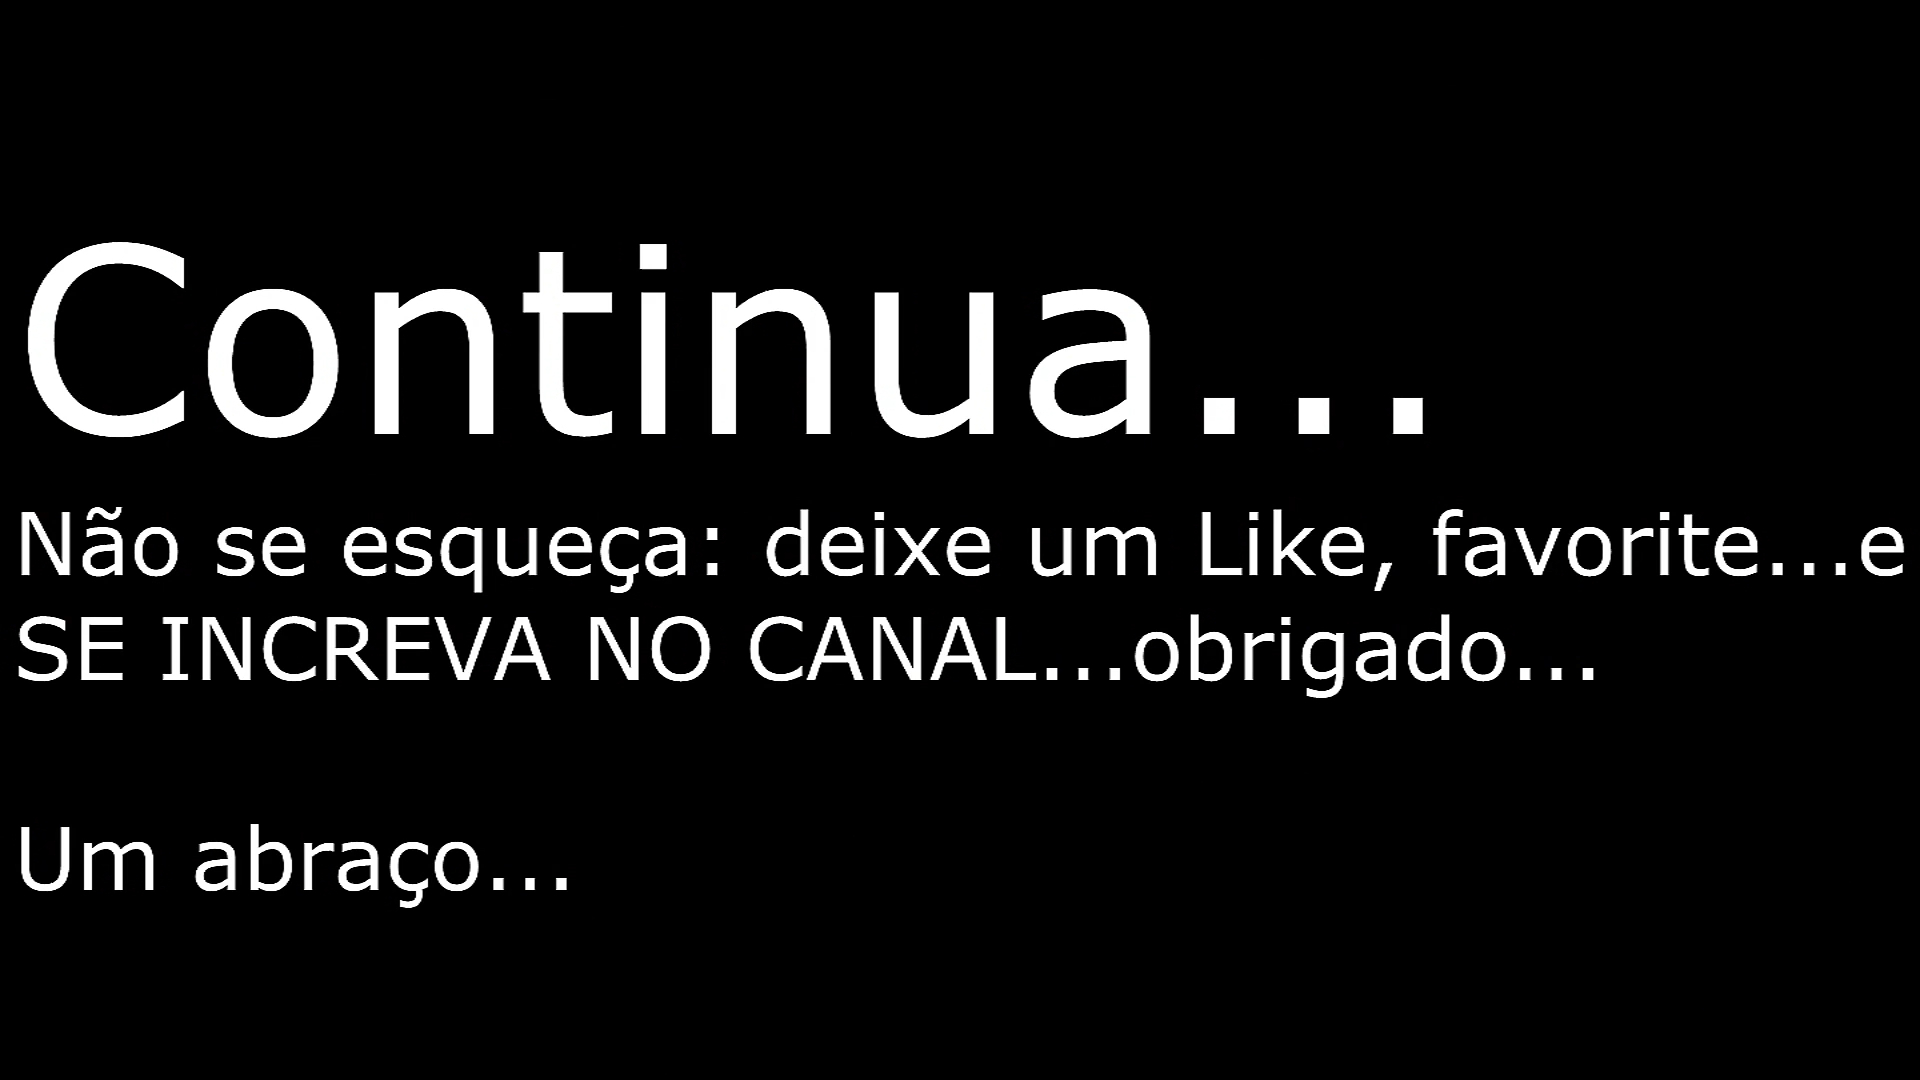 Continua...
Não se esqueça: deixe um Like, favorite...e
SE INCREVA NO CANAL...obrigado...
Um abraço...